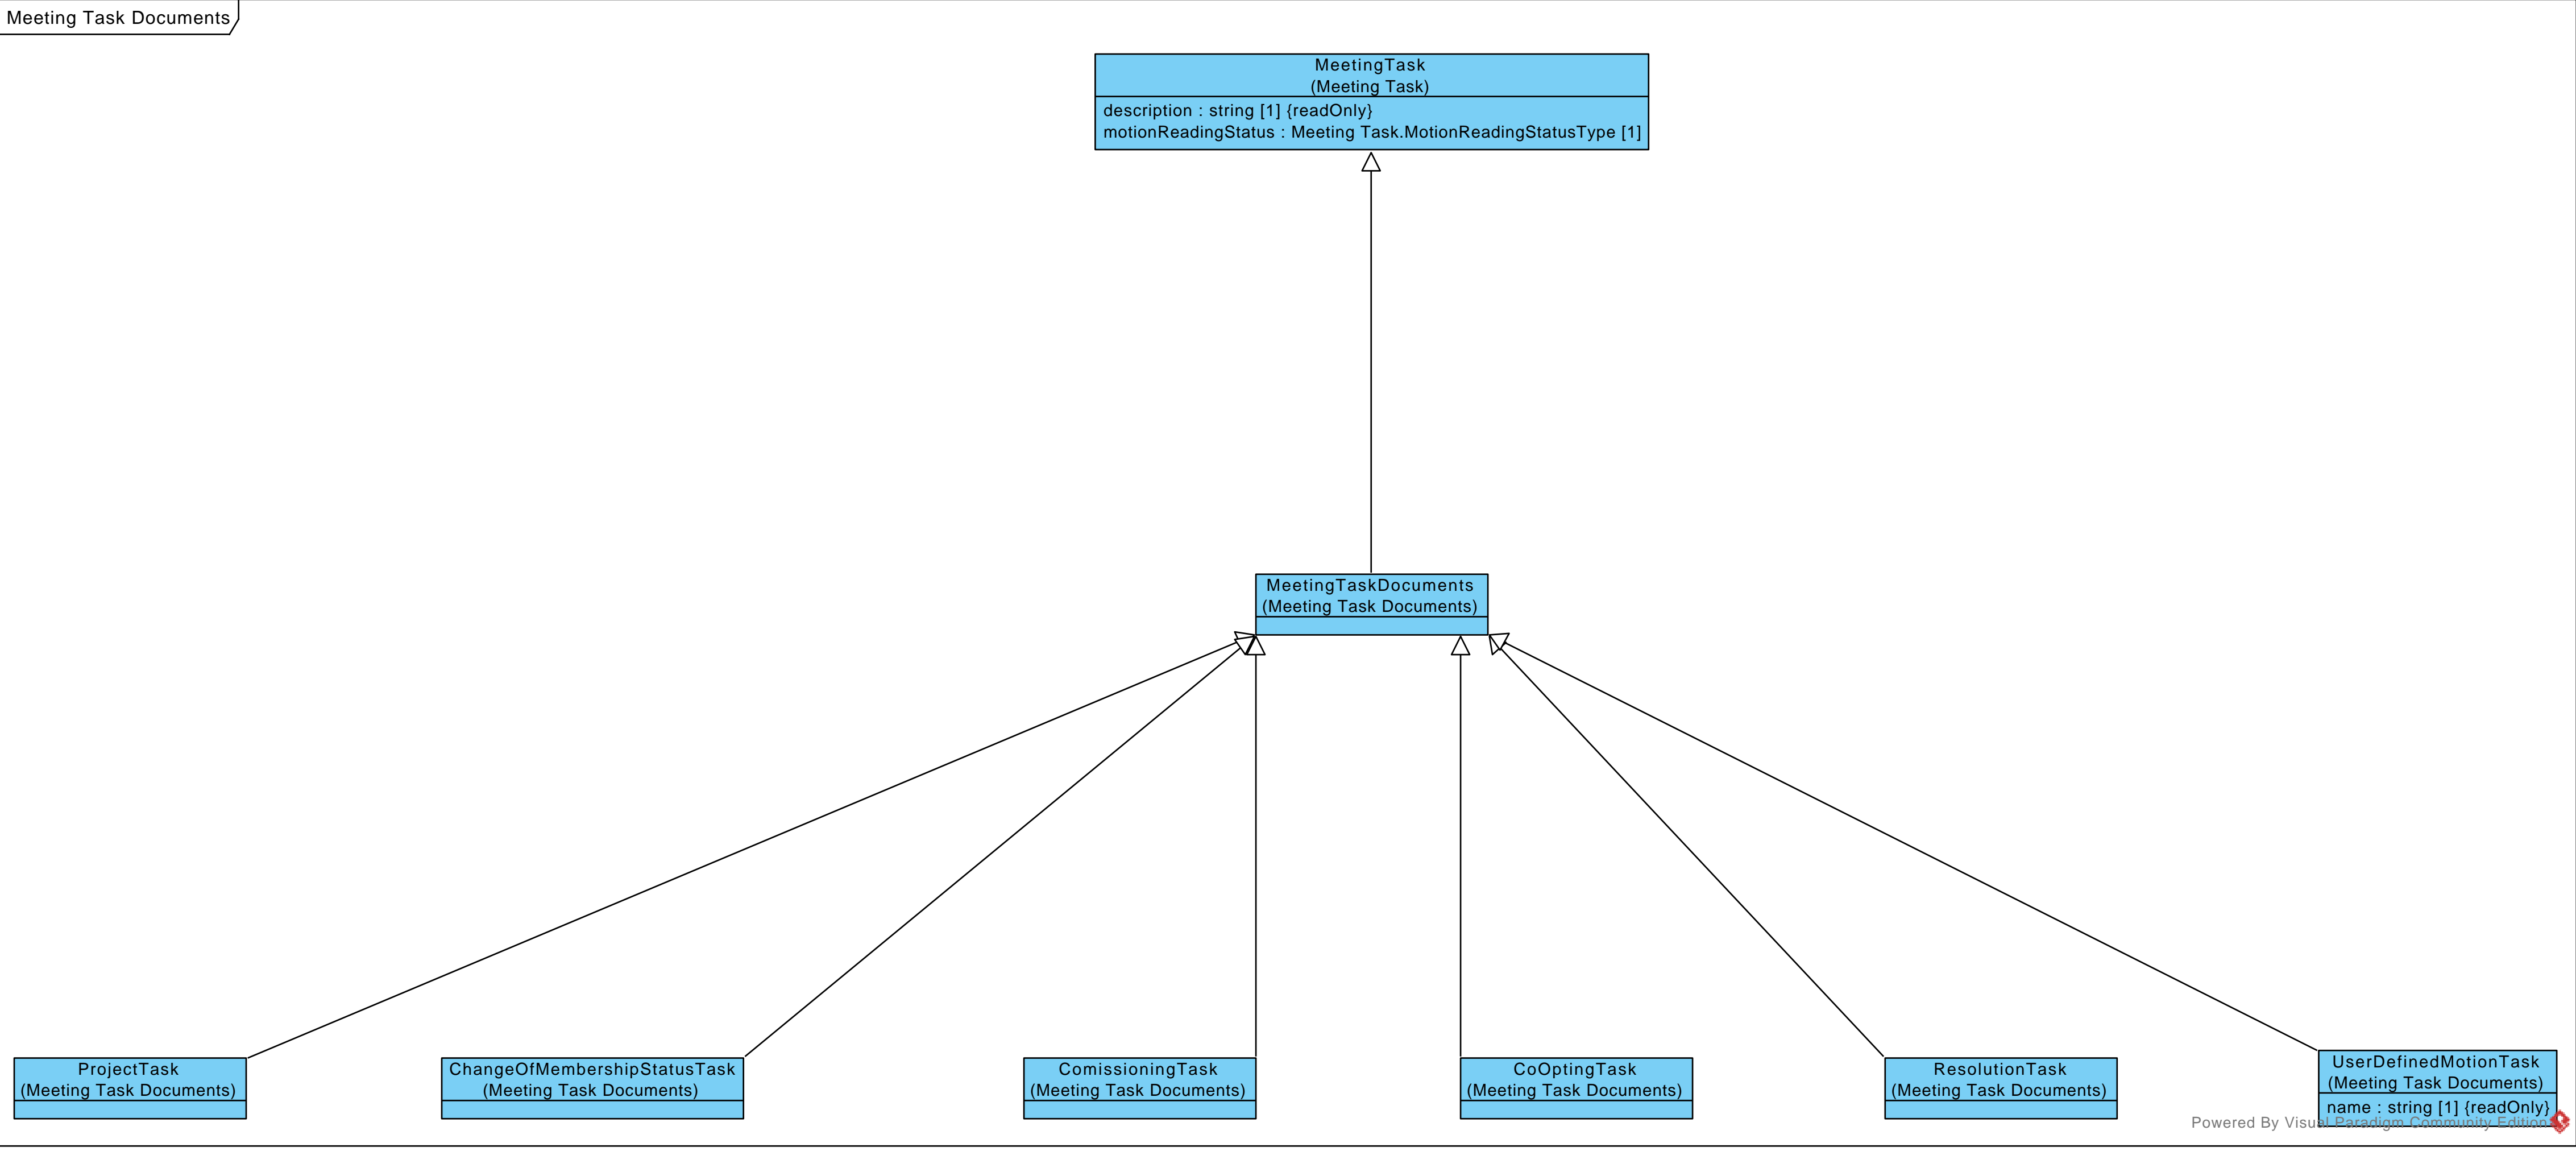 Meeting Task Documents
MeetingTask
(Meeting Task)
description : string [1] {readOnly}
motionReadingStatus : Meeting Task.MotionReadingStatusType [1]
MeetingTaskDocuments
(Meeting Task Documents)
ProjectTask
(Meeting Task Documents)
ChangeOfMembershipStatusTask
(Meeting Task Documents)
ComissioningTask
(Meeting Task Documents)
CoOptingTask
(Meeting Task Documents)
ResolutionTask
(Meeting Task Documents)
UserDefinedMotionTask
(Meeting Task Documents)
name : string [1] {readOnly}
Powered By Visual Paradigm Community Edition